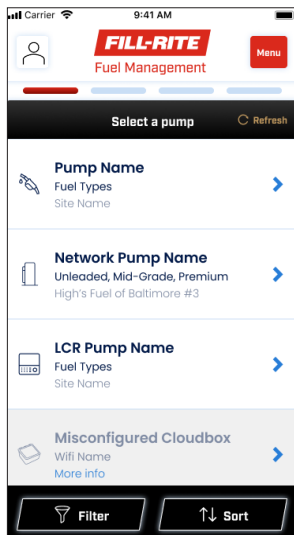 Carrier
9:41 AM
FILL-RITE
Fuel Management
Menu
Select a pump
Refresh
Pump Name
Fuel Types
Site Name
Network Pump Name
Unleaded, Mid-Grade, Premium
High's Fuel of Baltimore #3
LCR Pump Name
Fuel Types
Site Name
Misconfigured Cloudbox
Wifi Name
More info
Filter
Sort